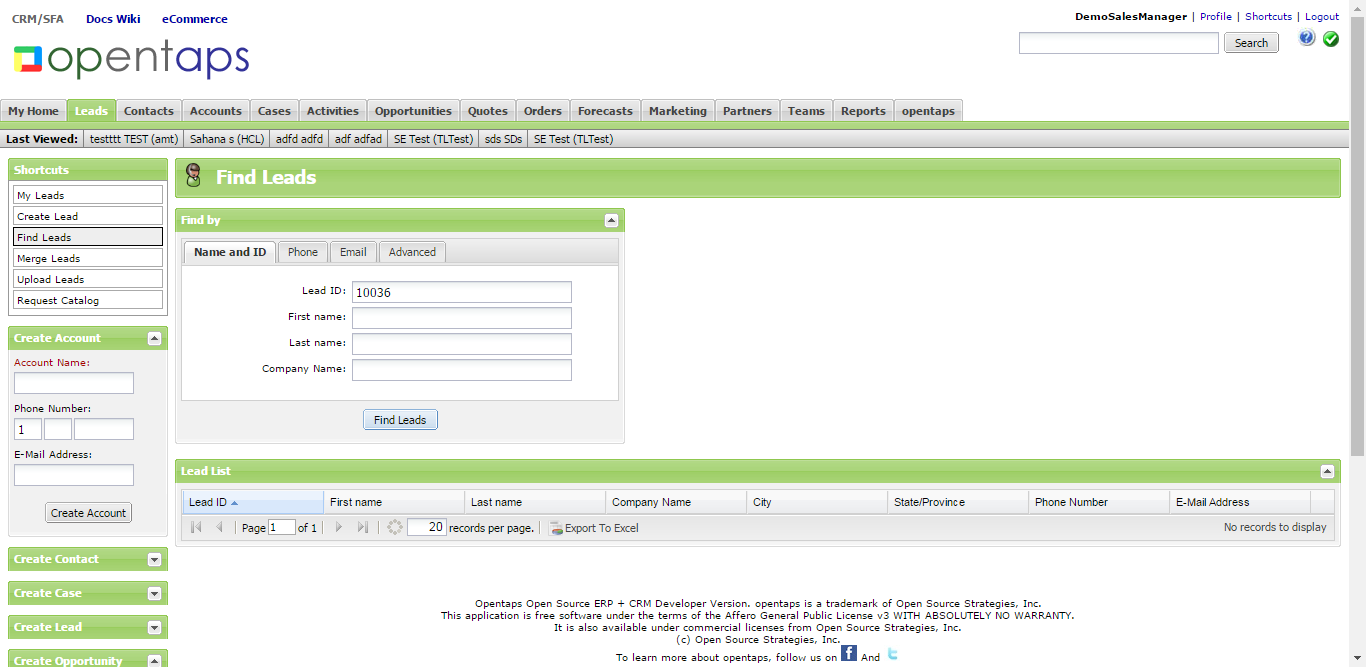 CRM/SFA Docs Wiki eCommerce
DemoSalesManager | Profile | Shortcuts | Logout
opentaps
Search
My Home Leads Contacts Accounts Cases Activities Opportunities Quotes Orders Forecasts Marketing Partners Teams Reports opentaps
Last Viewed: testttt TEST (amt) Sahana s (HCL) adfd adfd adf adfad SE Test (TLTest) sds SDs SE Test (TLTest)
Shortcuts
My Leads
Create Lead
Find Leads
Merge Leads
Upload Leads
Request Catalog
Create Account
Account Name:
Phone Number:
1
E-Mail Address:
Create Account
Create Contact
Create Case
Create Lead
Create Opportunity
Find Leads
Find by
Name and ID Phone Email Advanced
Lead ID: 10036
First name:
Last name:
Company Name:
Find Leads
Lead List
Lead ID First name Last name Company Name City State/Province Phone Number E-Mail Address
Page 1 of 1 20 records per page. Export To Excel No records to display
Opentaps Open Source ERP + CRM Developer Version. opentaps is a trademark of Open Source Strategies, Inc.
This application is free software under the terms of the Affero General Public License v3 WITH ABSOLUTELY NO WARRANTY.
It is also available under commercial licenses from Open Source Strategies, Inc.
(c) Open Source Strategies, Inc.
To learn more about opentaps, follow us on f And t